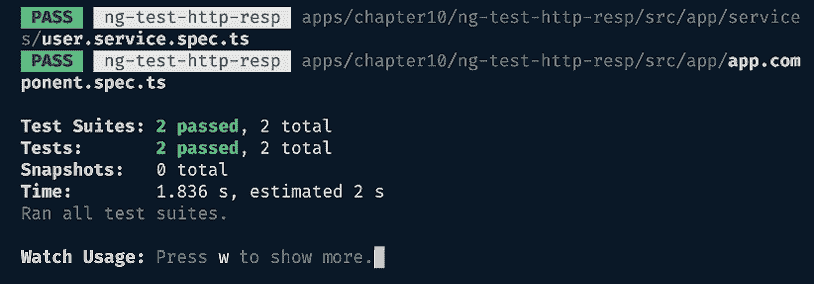 PASS ng-test-http-resp apps/chapter10/ng-test-http-resp/src/app/service
s/user.service.spec.ts
PASS ng-test-http-resp apps/chapter10/ng-test-http-resp/src/app/app.com
ponent.spec.ts
Test Suites: 2 passed, 2 total
Tests: 2 passed, 2 total
Snapshots: 0 total
Time: 1.836 s, estimated 2 s
Ran all test suites.
Watch Usage: Press w to show more.